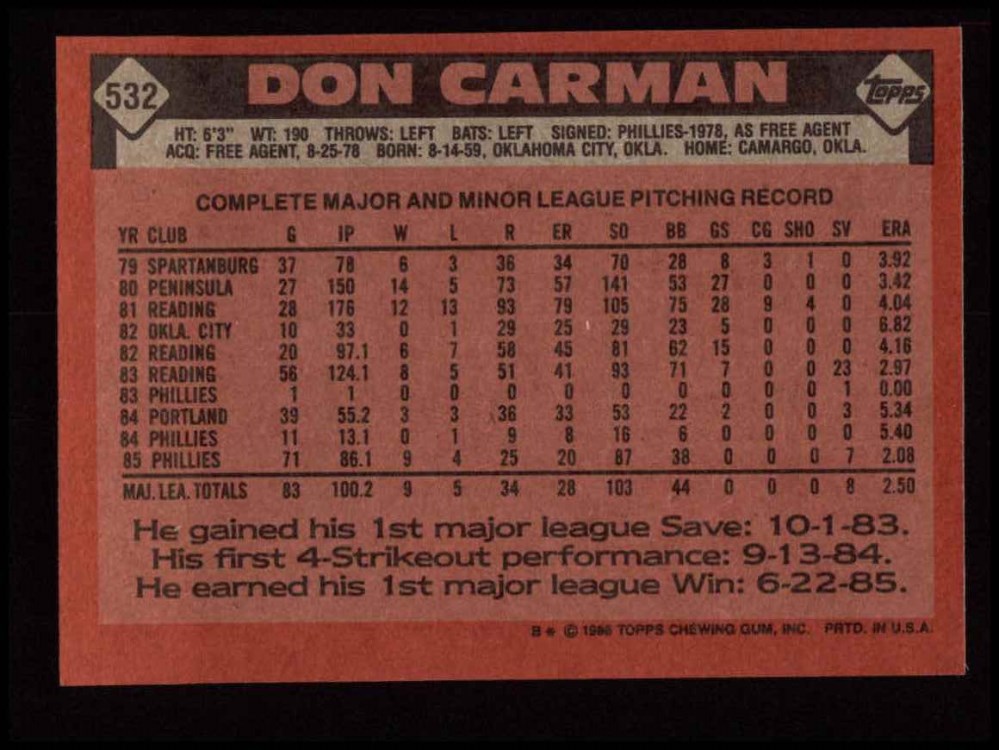 532 DON CARMAN Topps
HT: 6'3" WT: 190 THROWS: LEFT BATS: LEFT SIGNED: PHILLIES-1978, AS FREE AGENT
ACQ: FREE AGENT, 8-25-78 BORN: 8-14-59, OKLAHOMA CITY, OKLA. HOME: CAMARGO, OKLA.
COMPLETE MAJOR AND MINOR LEAGUE PITCHING RECORD
YR CLUB G IP W L R ER SO BB GS CG SHO SV ERA
79 SPARTANBURG 37 78 6 3 36 34 70 28 8 3 1 0 3.92
80 PENINSULA 27 150 14 5 73 57 141 53 27 0 0 0 3.42
81 READING 28 176 12 13 93 79 105 75 28 9 4 0 4.04
82 OKLA. CITY 10 33 0 1 29 25 29 23 5 0 0 0 6.82
82 READING 20 97.1 6 7 58 45 81 62 15 0 0 0 4.16
83 READING 56 124.1 8 5 51 41 93 71 7 0 0 23 2.97
83 PHILLIES 1 1 0 0 0 0 0 0 0 0 0 1 0.00
84 PORTLAND 39 55.2 3 3 36 33 53 22 2 0 0 3 5.34
84 PHILLIES 11 13.1 0 1 9 8 16 6 0 0 0 0 5.40
85 PHILLIES 71 86.1 9 4 25 20 87 38 0 0 0 7 2.08
MAJ. LEA. TOTALS 83 100.2 9 5 34 28 103 44 0 0 0 8 2.50
He gained his 1st major league Save: 10-1-83.
His first 4-Strikeout performance: 9-13-84.
He earned his 1st major league Win: 6-22-85.
B * © 1986 TOPPS CHEWING GUM, INC. PRTD. IN U.S.A.